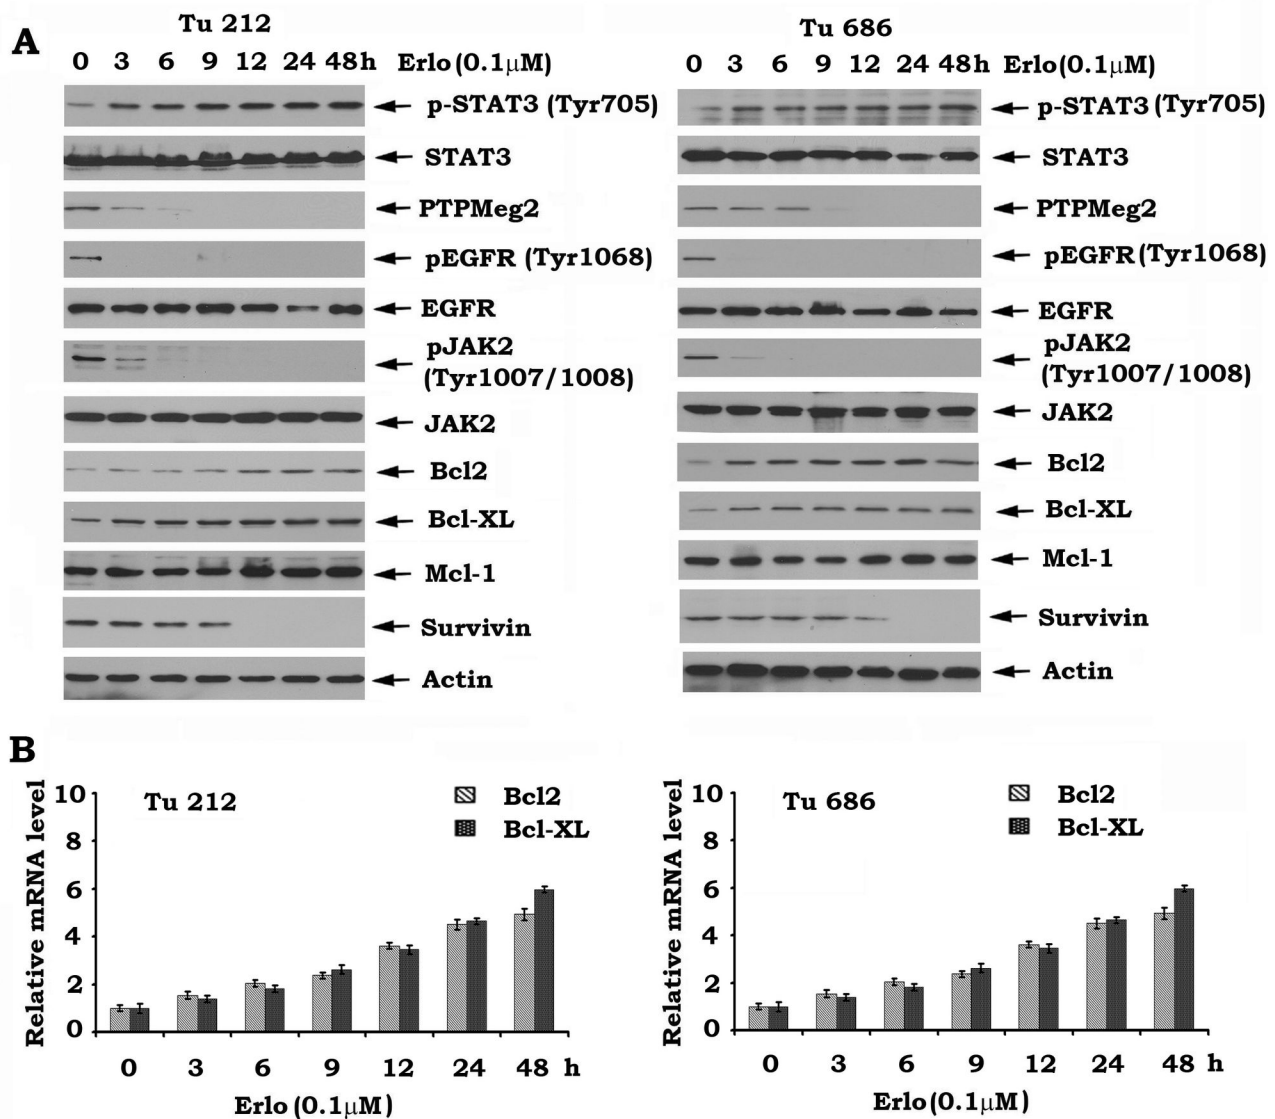 A
Tu 212
0 3 6 9 12 24 48h Erlo(0.1μM)
p-STAT3 (Tyr705)
STAT3
PTPMeg2
pEGFR (Tyr1068)
EGFR
pJAK2
(Tyr1007/1008)
JAK2
Bcl2
Bcl-XL
Mcl-1
Survivin
Actin
Tu 686
0 3 6 9 12 24 48h Erlo(0.1μM)
p-STAT3 (Tyr705)
STAT3
PTPMeg2
pEGFR(Tyr1068)
EGFR
pJAK2
(Tyr1007/1008)
JAK2
Bcl2
Bcl-XL
Mcl-1
Survivin
Actin
B
Relative mRNA level
10
8
6
4
2
0
Tu 212
Bcl2
Bcl-XL
0 3 6 9 12 24 48 h
Erlo(0.1μM)
Relative mRNA level
10
8
6
4
2
0
Tu 686
Bcl2
Bcl-XL
0 3 6 9 12 24 48 h
Erlo(0.1μM)